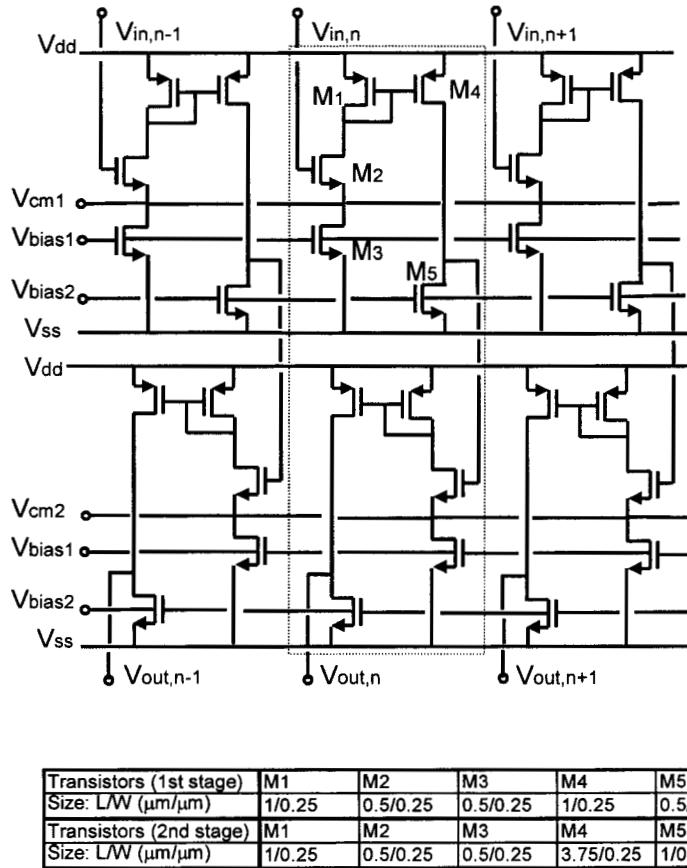 Vin,n-1 Vin,n Vin,n+1
Vdd
M1 M4
M2
Vcm1
Vbias1
M3
M5
Vbias2
Vss
Vdd
Vcm2
Vbias1
Vbias2
Vss
Vout,n-1 Vout,n Vout,n+1
Transistors (1st stage) M1 M2 M3 M4 M5
Size: L/W (μm/μm) 1/0.25 0.5/0.25 0.5/0.25 1/0.25 0.5/
Transistors (2nd stage) M1 M2 M3 M4 M5
Size: L/W (μm/μm) 1/0.25 0.5/0.25 0.5/0.25 3.75/0.25 1/0